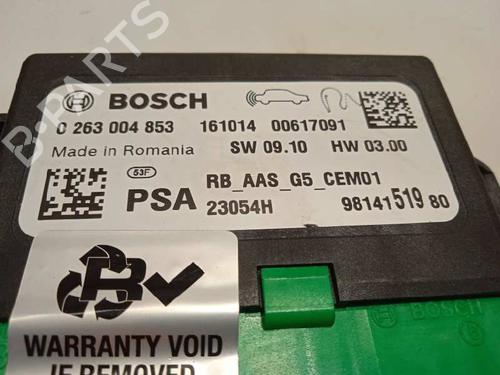 BOSCH
0 263 004 853 161014 00617091
Made in Romania SW 09.10 HW 03.00
53F
PSA RB_AAS_G5_CEM01
23054H 98141519 80
B
WARRANTY VOID
IF REMOVED
BOSCH
B-PARTS